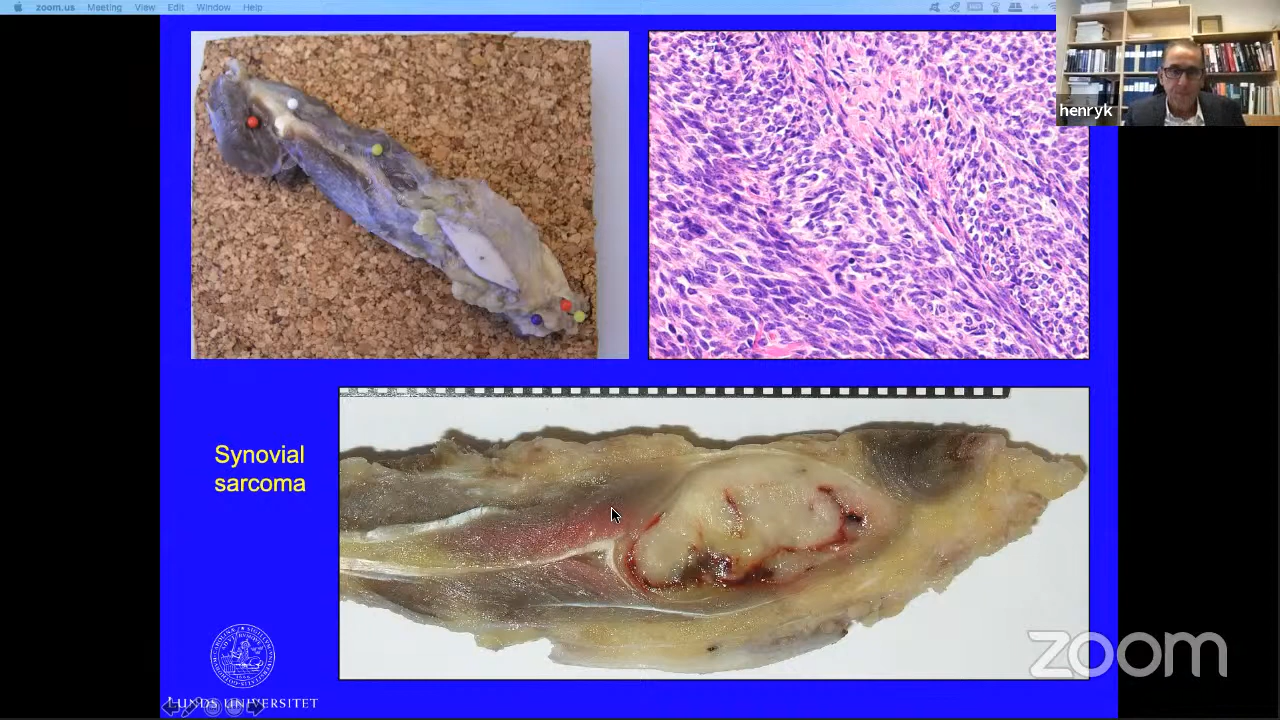 zoom.us Meeting View Edit Window Help
henryk
Synovial
sarcoma
LUNDS UNIVERSITET
zoom